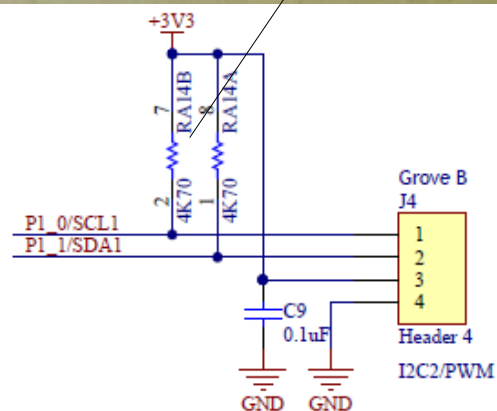 +3V3
7
RA14B
8
RA14A
2
4K70
1
4K70
P1_0/SCL1
P1_1/SDA1
Grove B
J4
1
2
3
4
C9
0.1uF
Header 4
I2C2/PWM
GND
GND